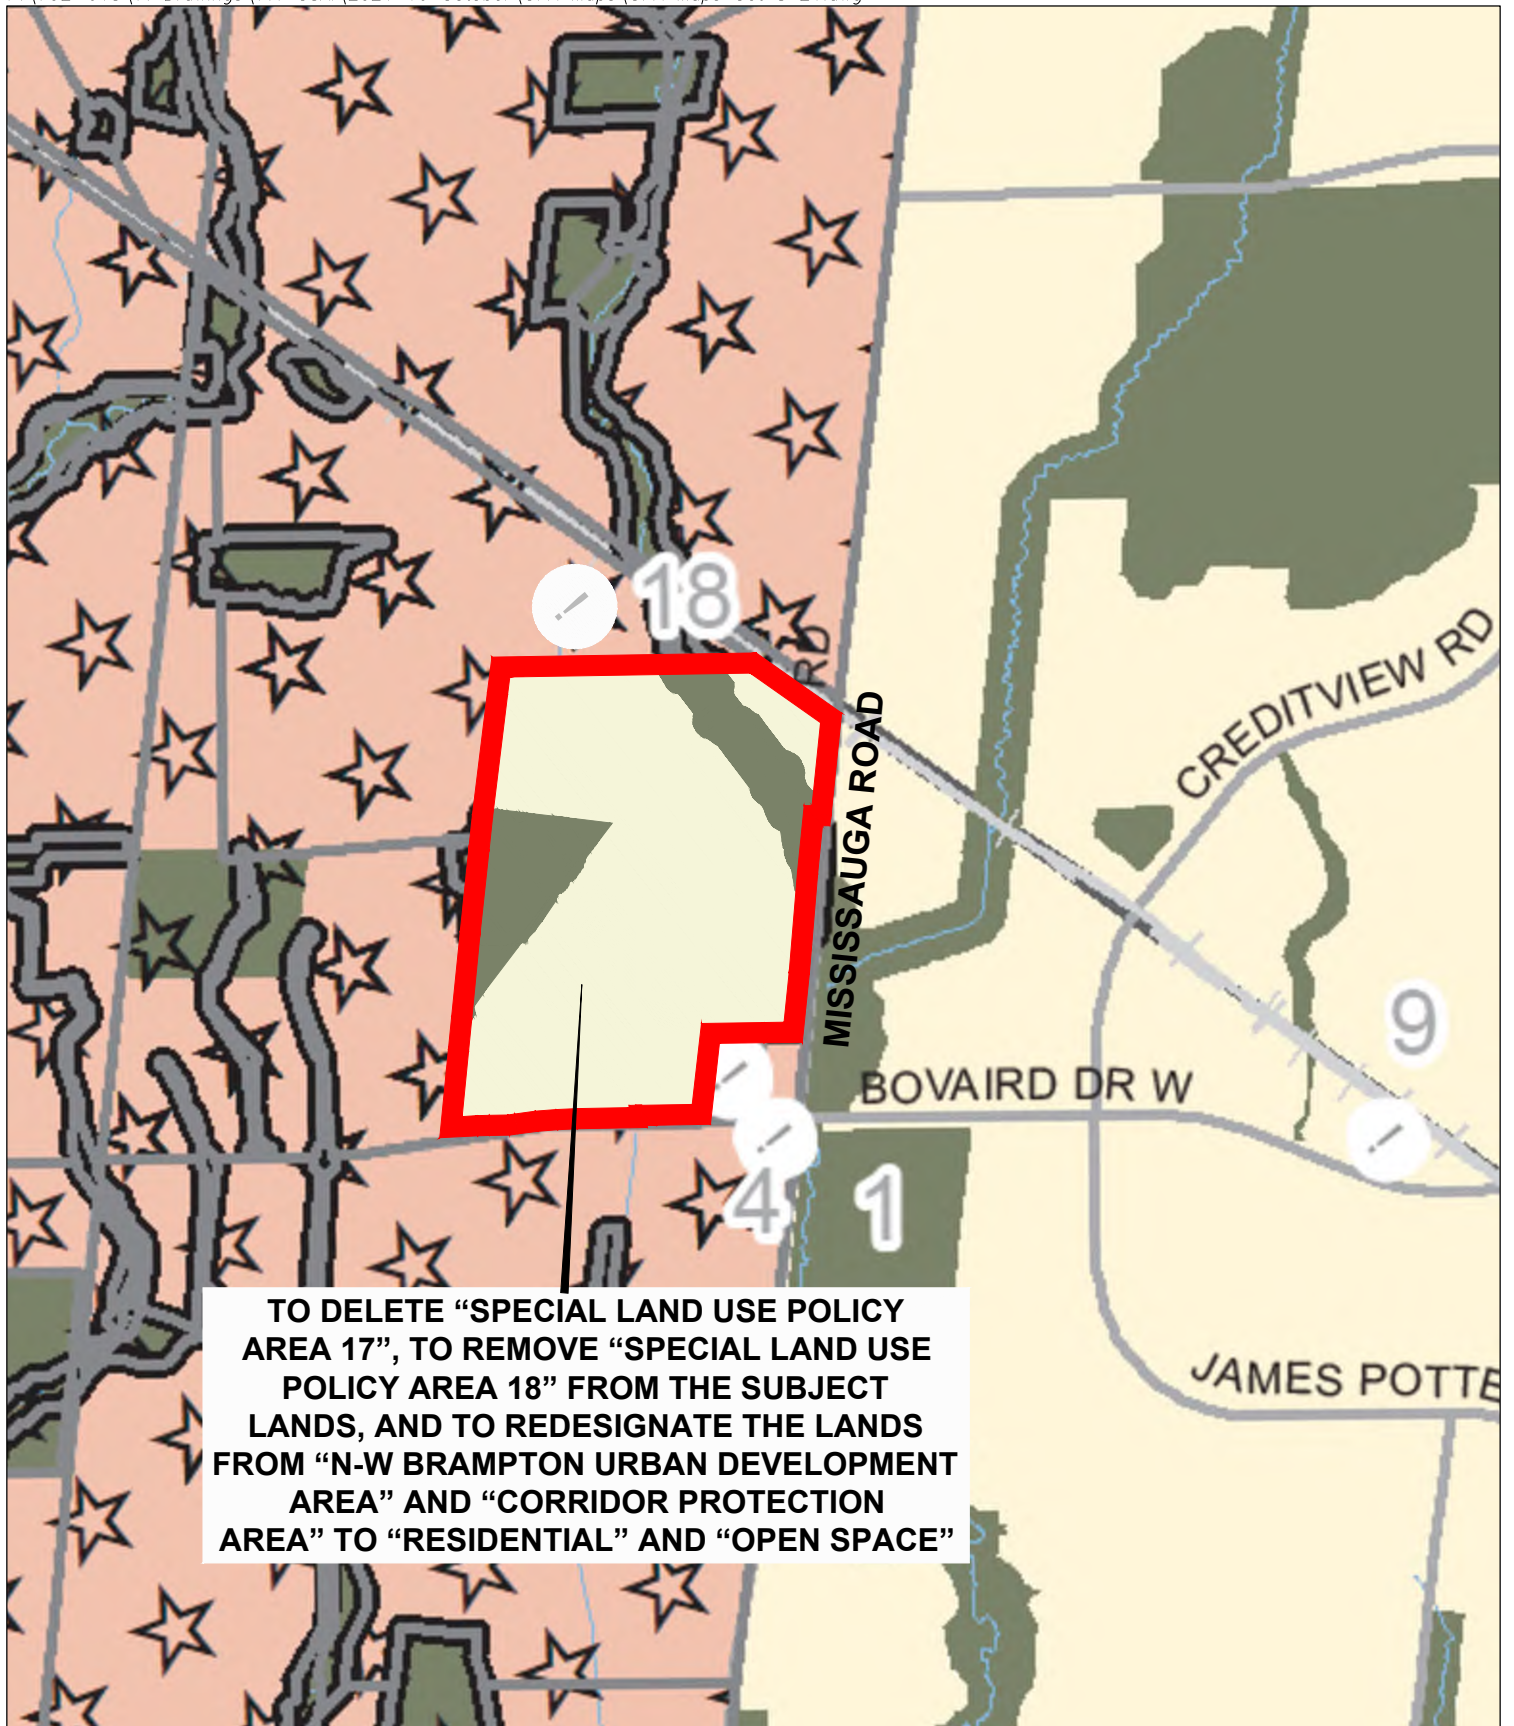 18
RD
MISSISSAUGA ROAD
CREDITVIEW RD
9
BOVAIRD DR W
4
1
JAMES POTTE
TO DELETE “SPECIAL LAND USE POLICY
AREA 17”, TO REMOVE “SPECIAL LAND USE
POLICY AREA 18” FROM THE SUBJECT
LANDS, AND TO REDESIGNATE THE LANDS
FROM “N-W BRAMPTON URBAN DEVELOPMENT
AREA” AND “CORRIDOR PROTECTION
AREA” TO “RESIDENTIAL” AND “OPEN SPACE”